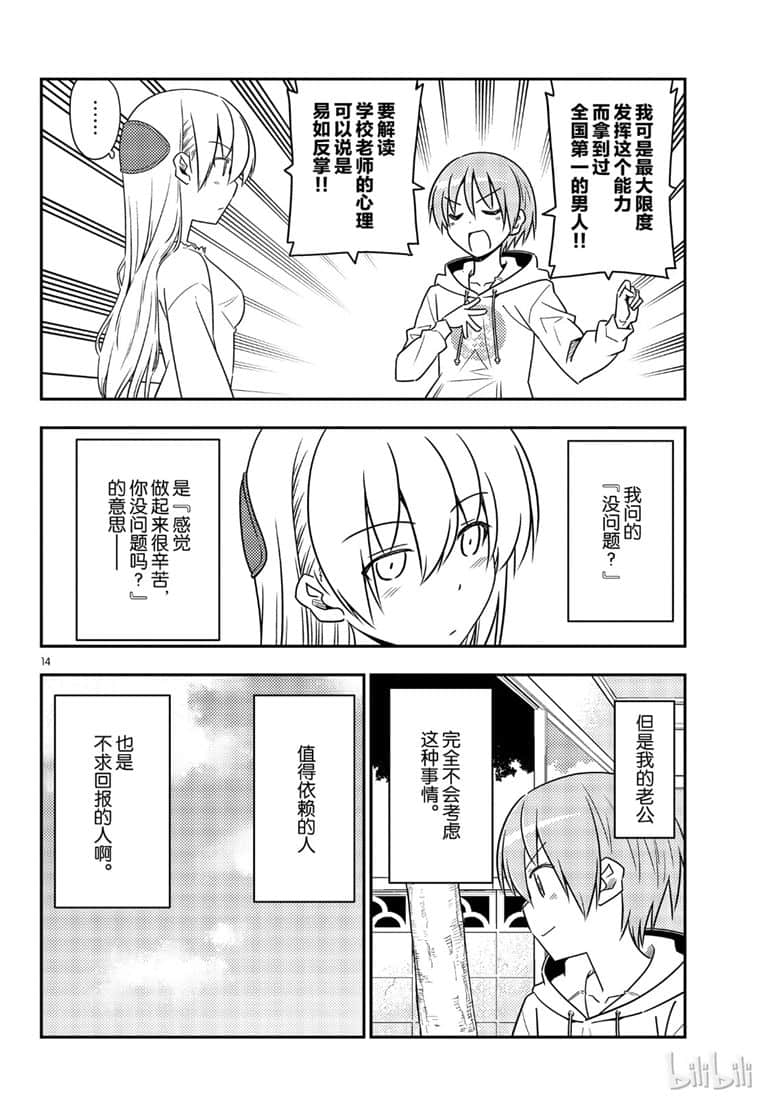 我可是最大限度
发挥这个能力
而拿到过
全国第一的男人!!
要解读
学校老师的心理
可以说是
易如反掌!!
……
我问的
『没问题？』
是『感觉
做起来很辛苦，
你没问题吗？』
的意思——
14
但是我的老公
完全不会考虑
这种事情。
值得依赖的人
也是
不求回报的人啊。
bilibili